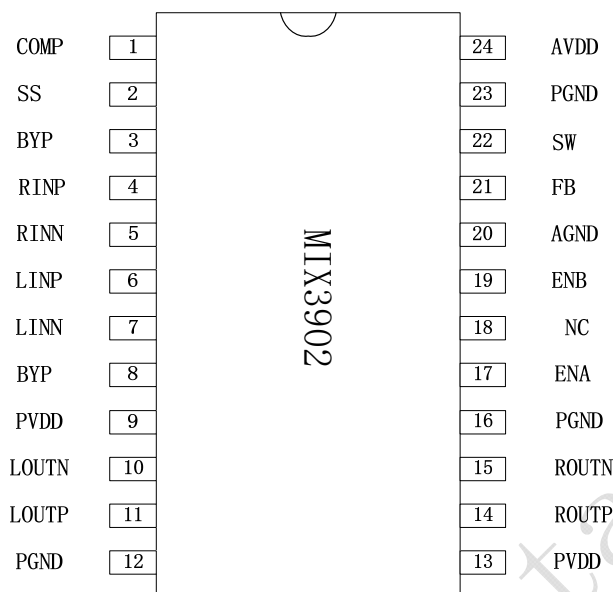 COMP 1 24 AVDD
SS 2 23 PGND
BYP 3 22 SW
RINP 4 21 FB
RINN 5 20 AGND
LINP 6 19 ENB
LINN 7 18 NC
BYP 8 17 ENA
PVDD 9 16 PGND
LOUTN 10 15 ROUTN
LOUTP 11 14 ROUTP
PGND 12 13 PVDD
MIX3902